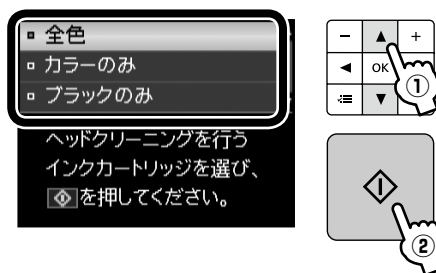 全色
カラーのみ
ブラックのみ
ヘッドクリーニングを行う
インクカートリッジを選び、
を押してください。
− ▲ +
◀ OK
▼
①
②